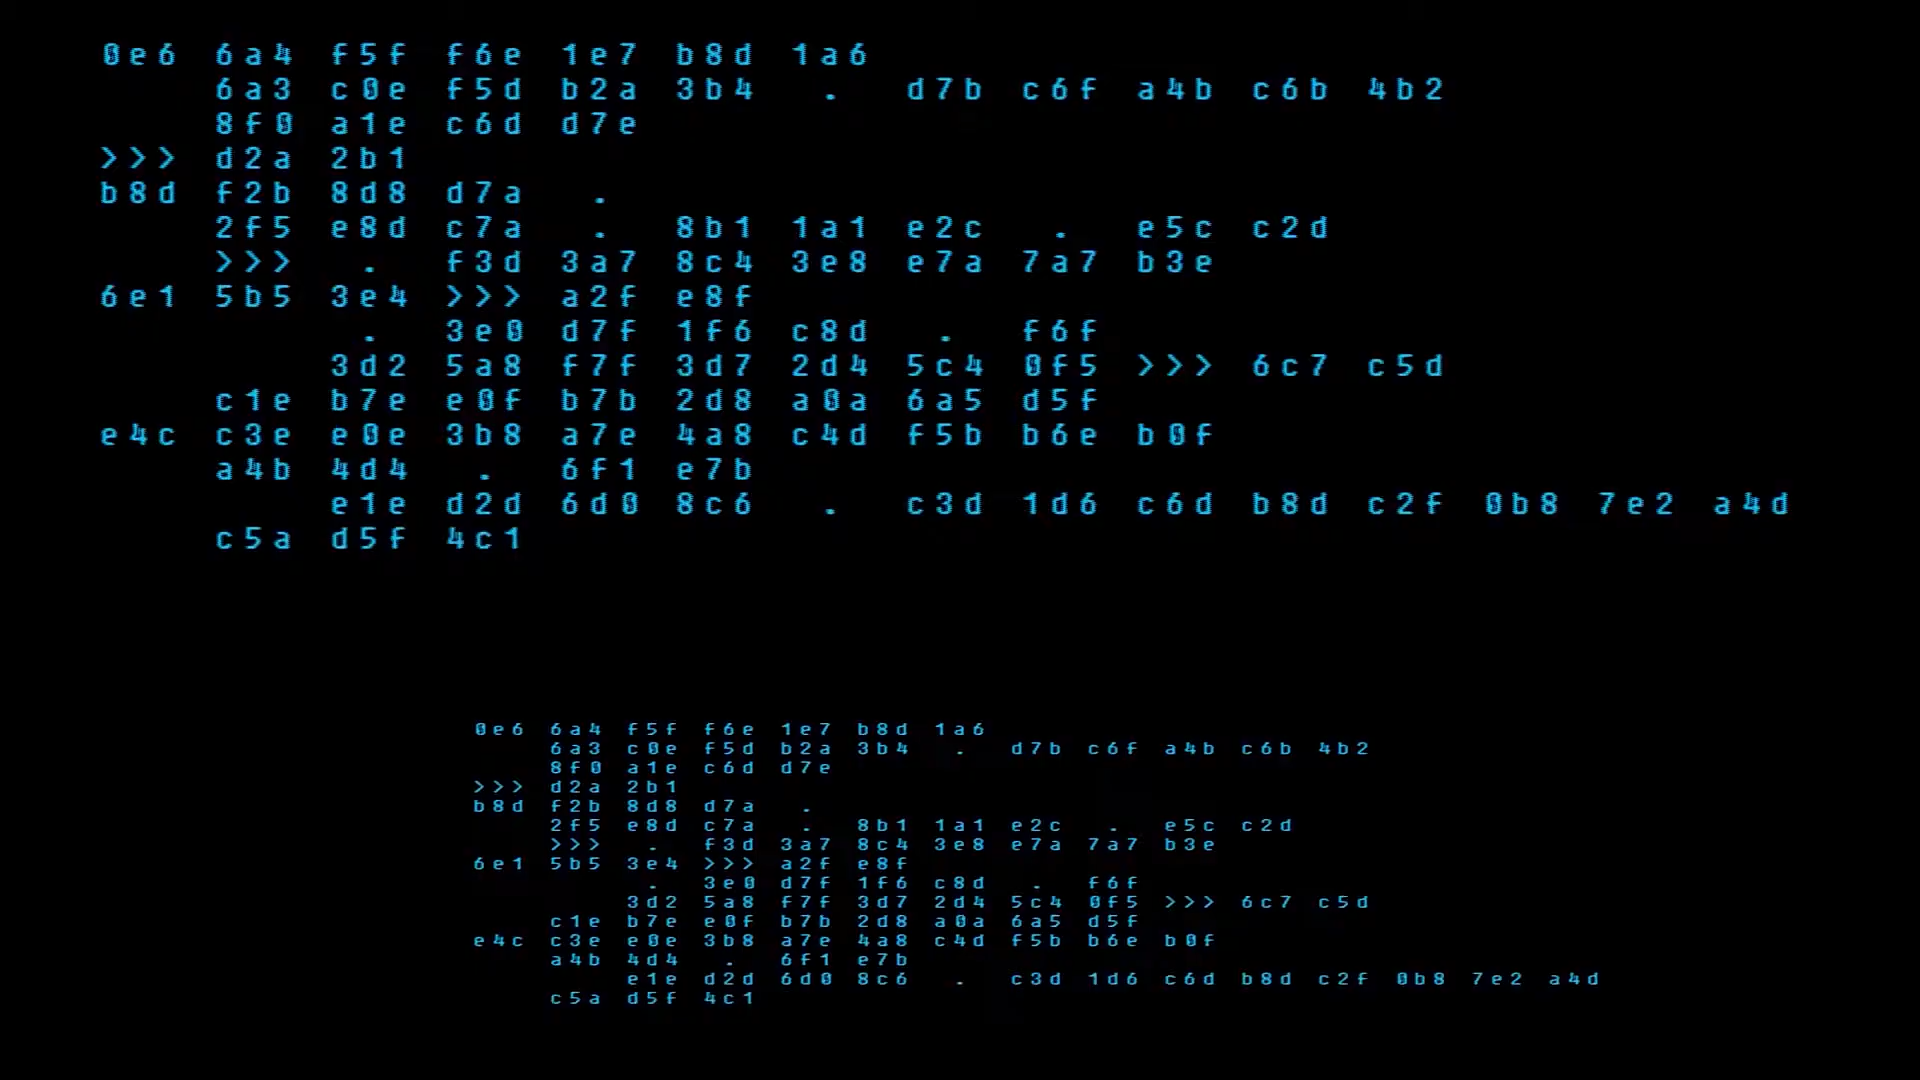 0e6 6a4 f5f f6e 1e7 b8d 1a6
6a3 c0e f5d b2a 3b4 . d7b c6f a4b c6b 4b2
8f0 a1e c6d d7e
>>> d2a 2b1
b8d f2b 8d8 d7a .
2f5 e8d c7a . 8b1 1a1 e2c . e5c c2d
>>> . f3d 3a7 8c4 3e8 e7a 7a7 b3e
6e1 5b5 3e4 >>> a2f e8f
. 3e0 d7f 1f6 c8d . f6f
3d2 5a8 f7f 3d7 2d4 5c4 0f5 >>> 6c7 c5d
c1e b7e e0f b7b 2d8 a0a 6a5 d5f
e4c c3e e0e 3b8 a7e 4a8 c4d f5b b6e b0f
a4b 4d4 . 6f1 e7b
e1e d2d 6d0 8c6 . c3d 1d6 c6d b8d c2f 0b8 7e2 a4d
c5a d5f 4c1
0e6 6a4 f5f f6e 1e7 b8d 1a6
6a3 c0e f5d b2a 3b4 . d7b c6f a4b c6b 4b2
8f0 a1e c6d d7e
>>> d2a 2b1
b8d f2b 8d8 d7a .
2f5 e8d c7a . 8b1 1a1 e2c . e5c c2d
>>> . f3d 3a7 8c4 3e8 e7a 7a7 b3e
6e1 5b5 3e4 >>> a2f e8f
. 3e0 d7f 1f6 c8d . f6f
3d2 5a8 f7f 3d7 2d4 5c4 0f5 >>> 6c7 c5d
c1e b7e e0f b7b 2d8 a0a 6a5 d5f
e4c c3e e0e 3b8 a7e 4a8 c4d f5b b6e b0f
a4b 4d4 . 6f1 e7b
e1e d2d 6d0 8c6 . c3d 1d6 c6d b8d c2f 0b8 7e2 a4d
c5a d5f 4c1